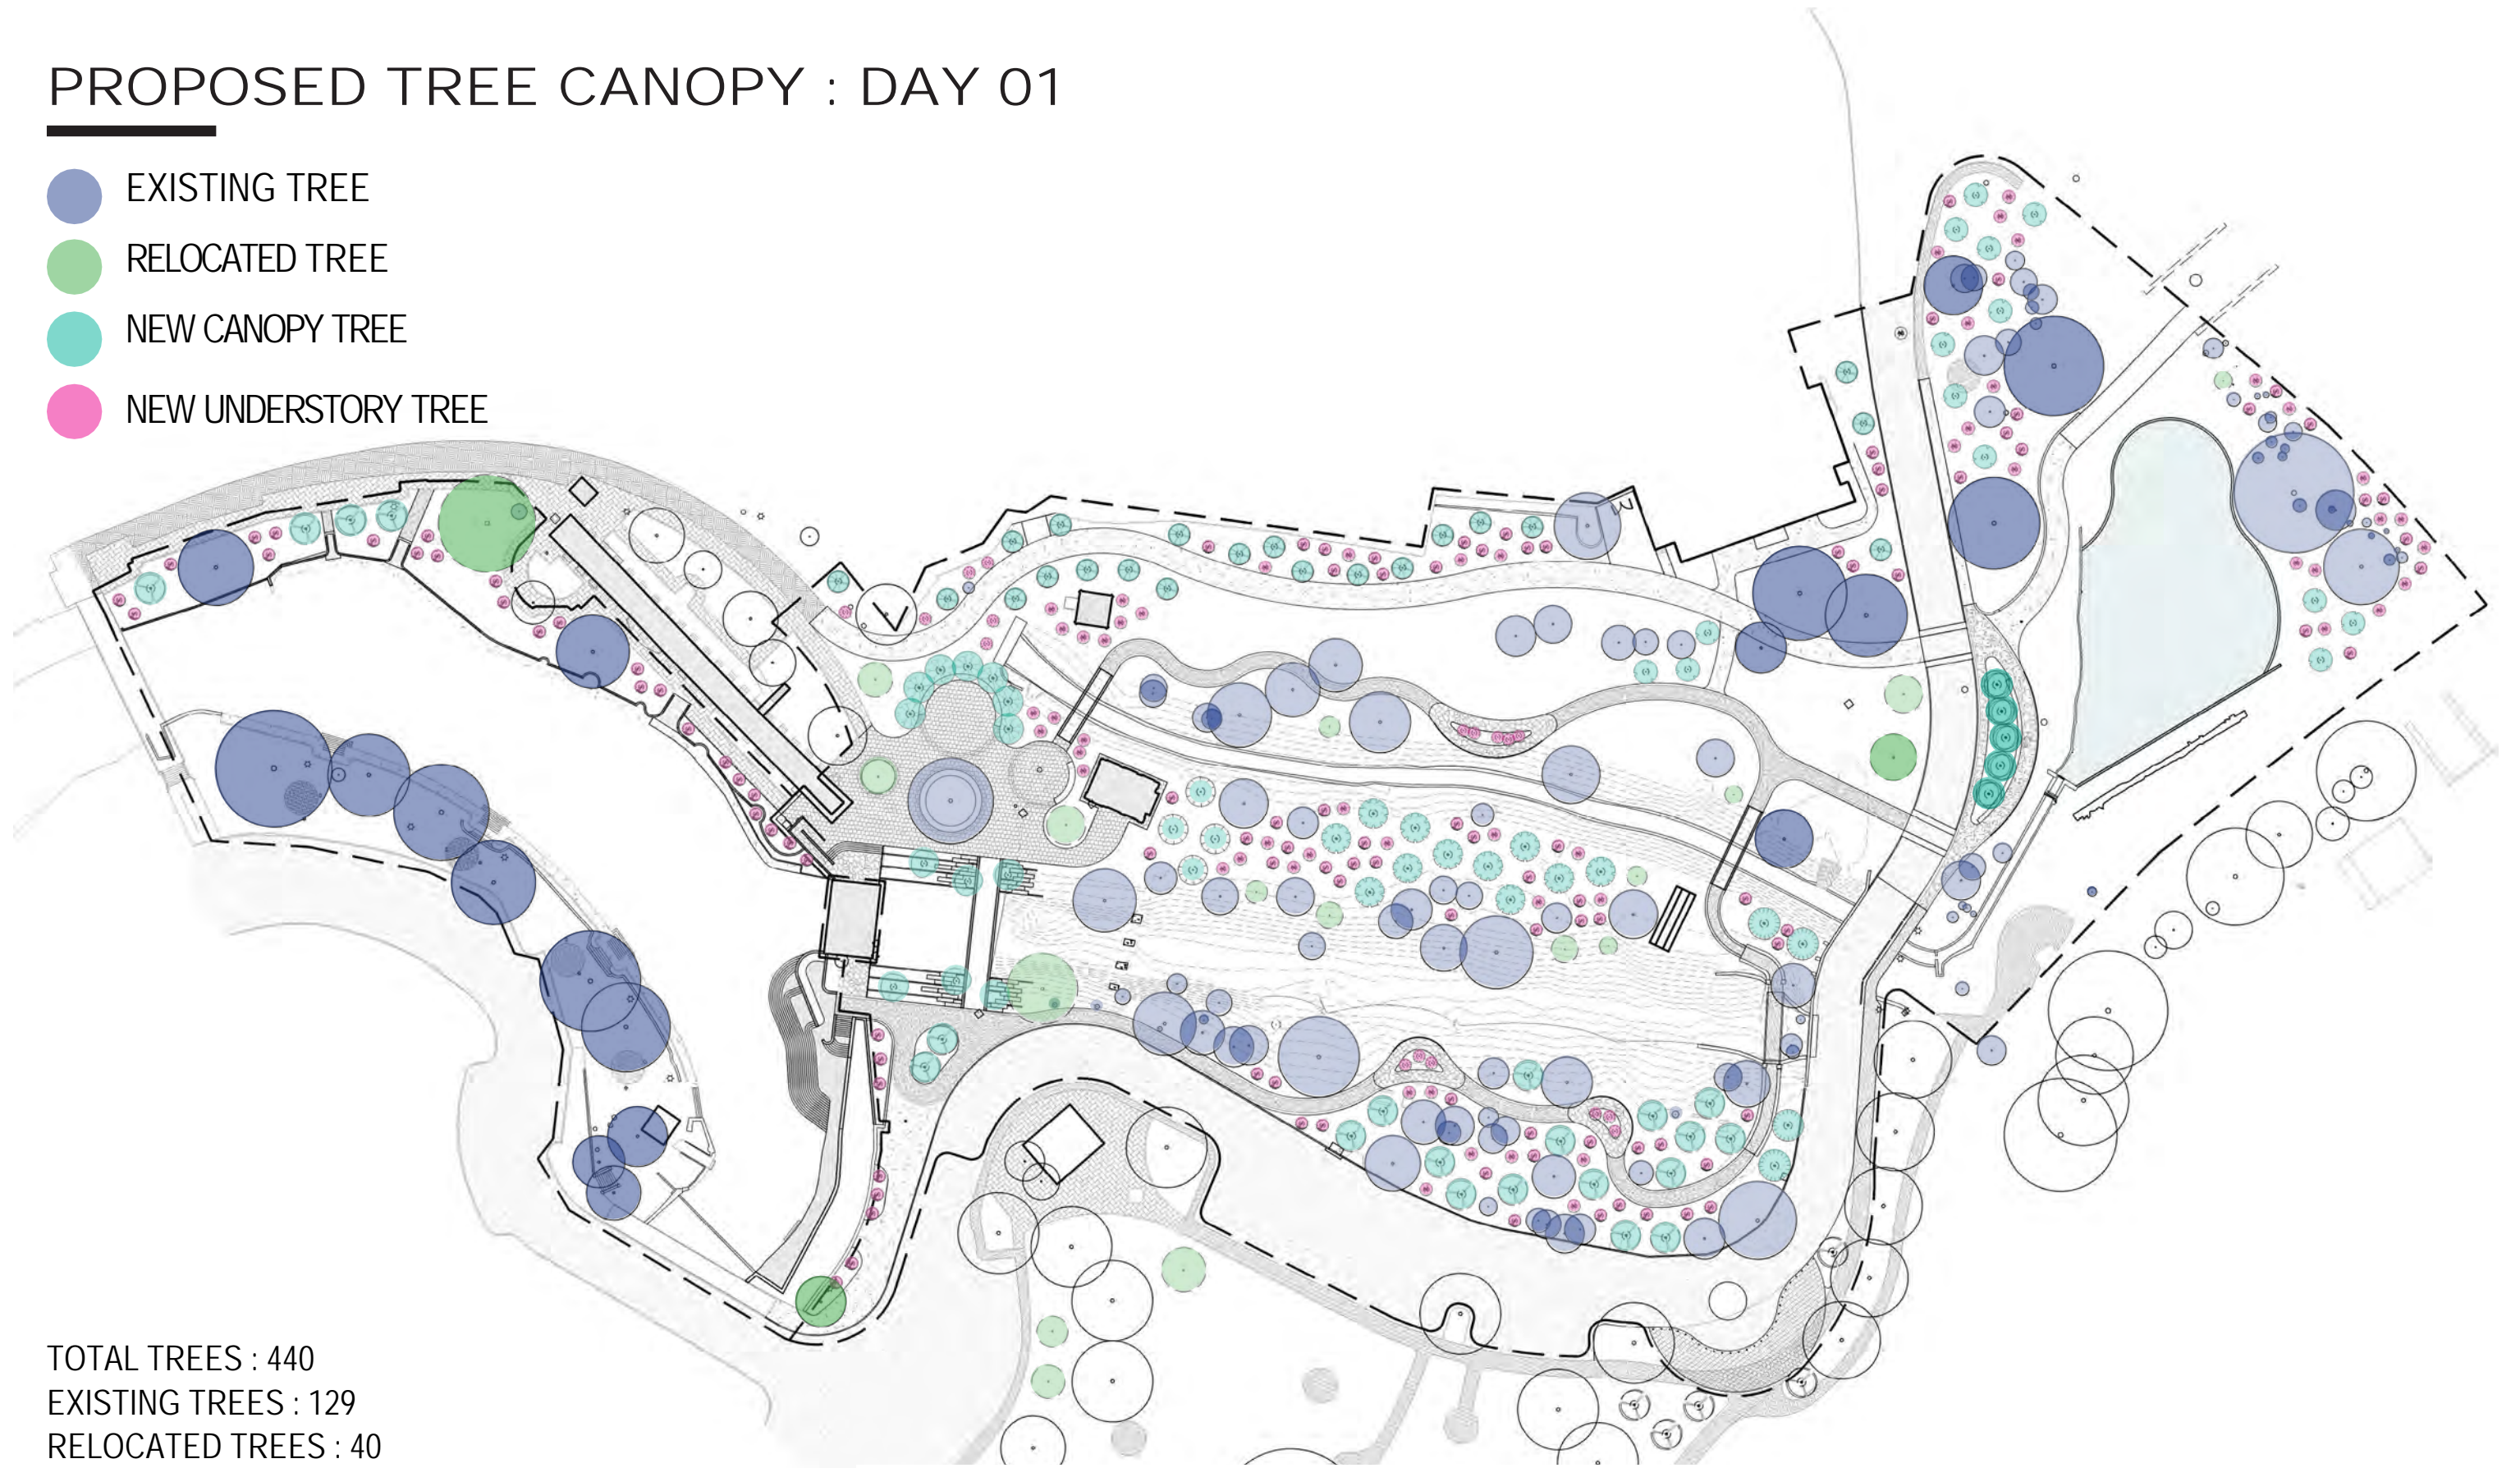 PROPOSED TREE CANOPY : DAY 01
EXISTING TREE
RELOCATED TREE
NEW CANOPY TREE
NEW UNDERSTORY TREE
TOTAL TREES : 440
EXISTING TREES : 129
RELOCATED TREES : 40